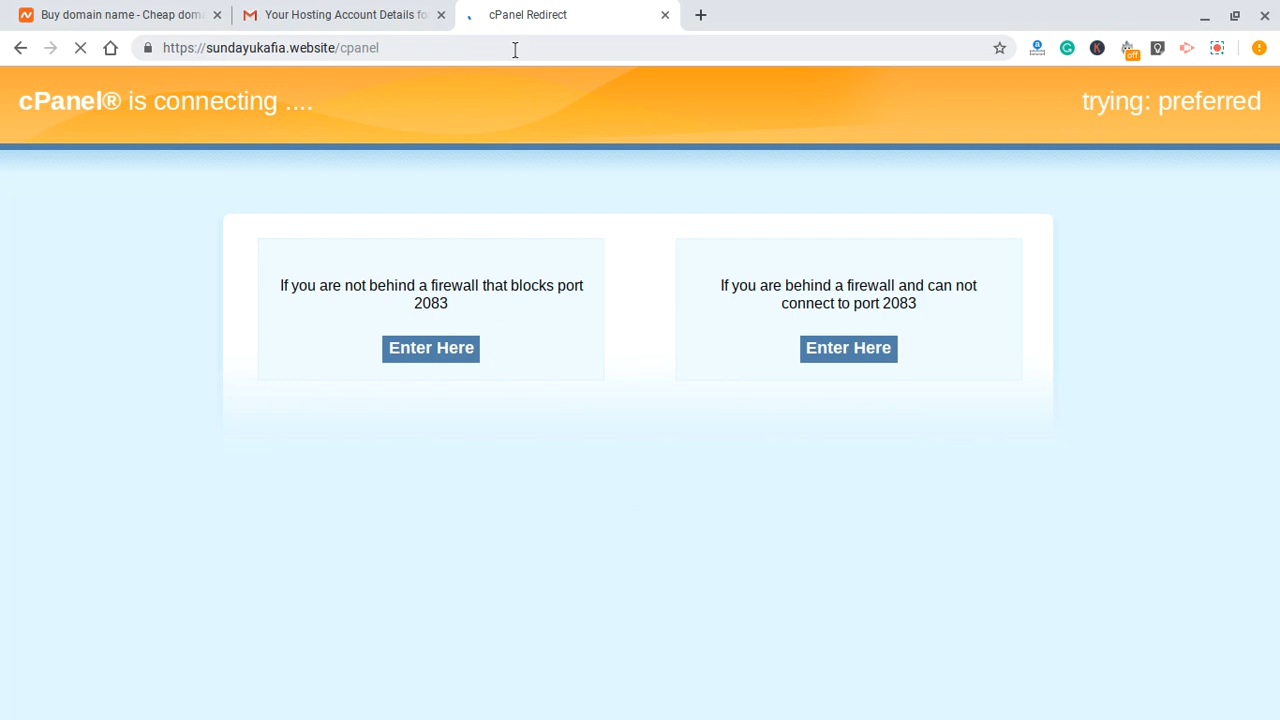 Buy domain name - Cheap doma
Your Hosting Account Details fo
cPanel Redirect
https://sundayukafia.website/cpanel
off
cPanel® is connecting ....
trying: preferred
If you are not behind a firewall that blocks port
2083
Enter Here
If you are behind a firewall and can not
connect to port 2083
Enter Here